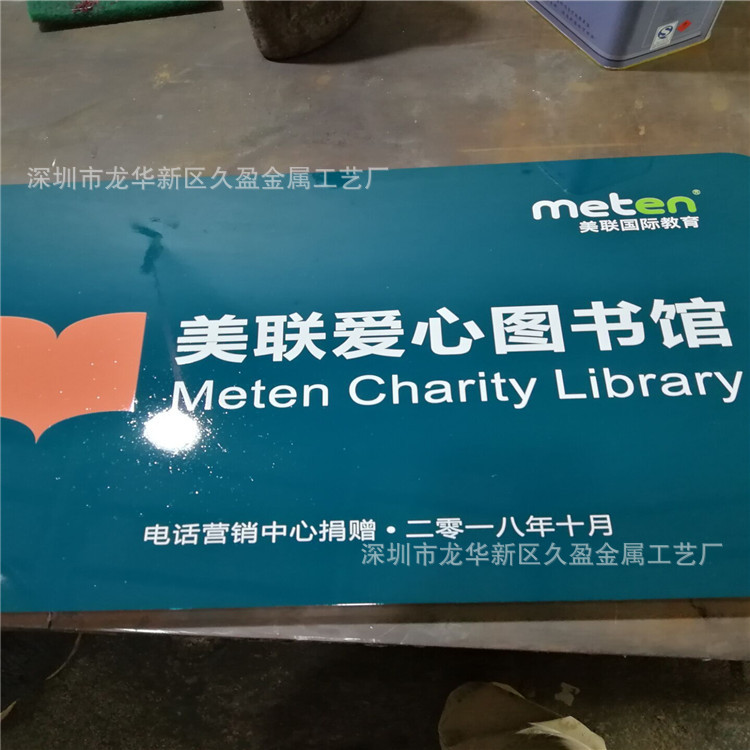 深圳市龙华新区久盈金属工艺厂
meten®
美联国际教育
美联爱心图书馆
Meten Charity Library
电话营销中心捐赠·二零一八年十月
深圳市龙华新区久盈金属工艺厂